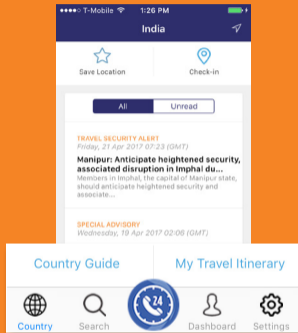 T-Mobile 1:26 PM
India
Save Location Check-in
All Unread
TRAVEL SECURITY ALERT
Friday, 21 Apr 2017 07:23 (GMT)
Manipur: Anticipate heightened security,
associated disruption in Imphal du...
Members in Imphal, the capital of Manipur state,
should anticipate heightened security and
associate...
SPECIAL ADVISORY
Wednesday, 19 Apr 2017 02:06 (GMT)
Country Guide My Travel Itinerary
24
Country Search Dashboard Settings